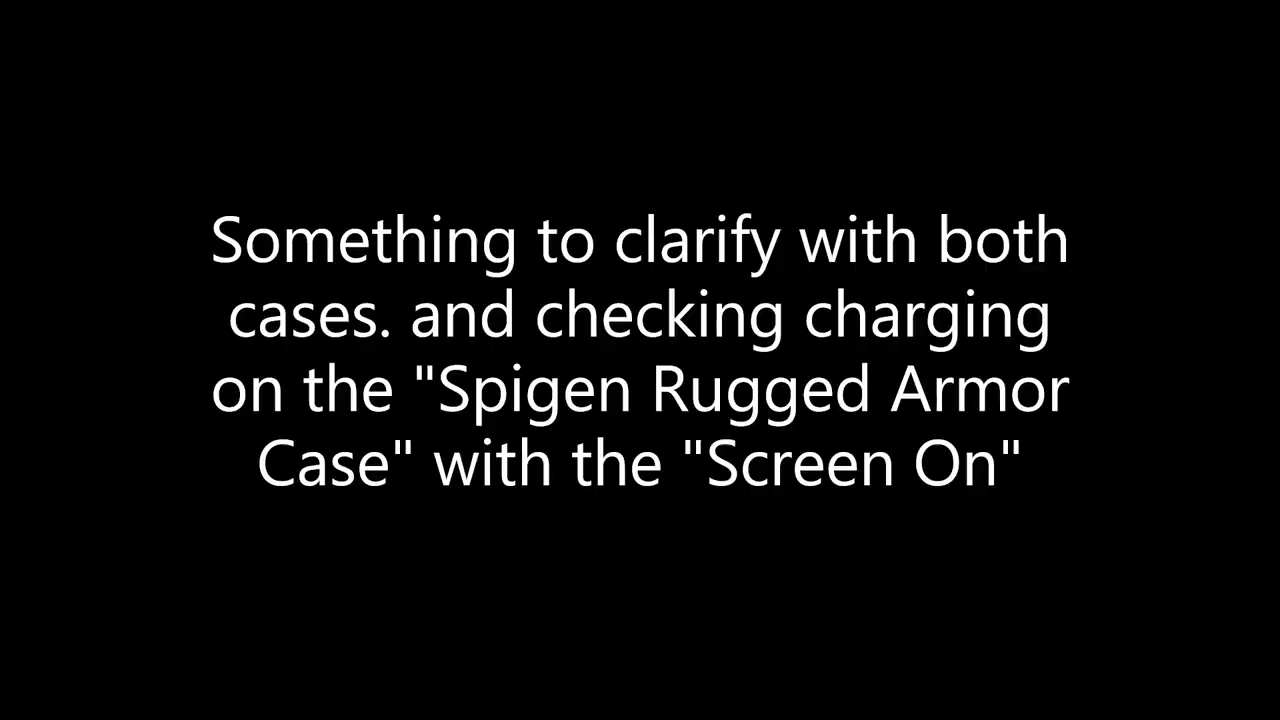 Something to clarify with both
cases. and checking charging
on the "Spigen Rugged Armor
Case" with the "Screen On"